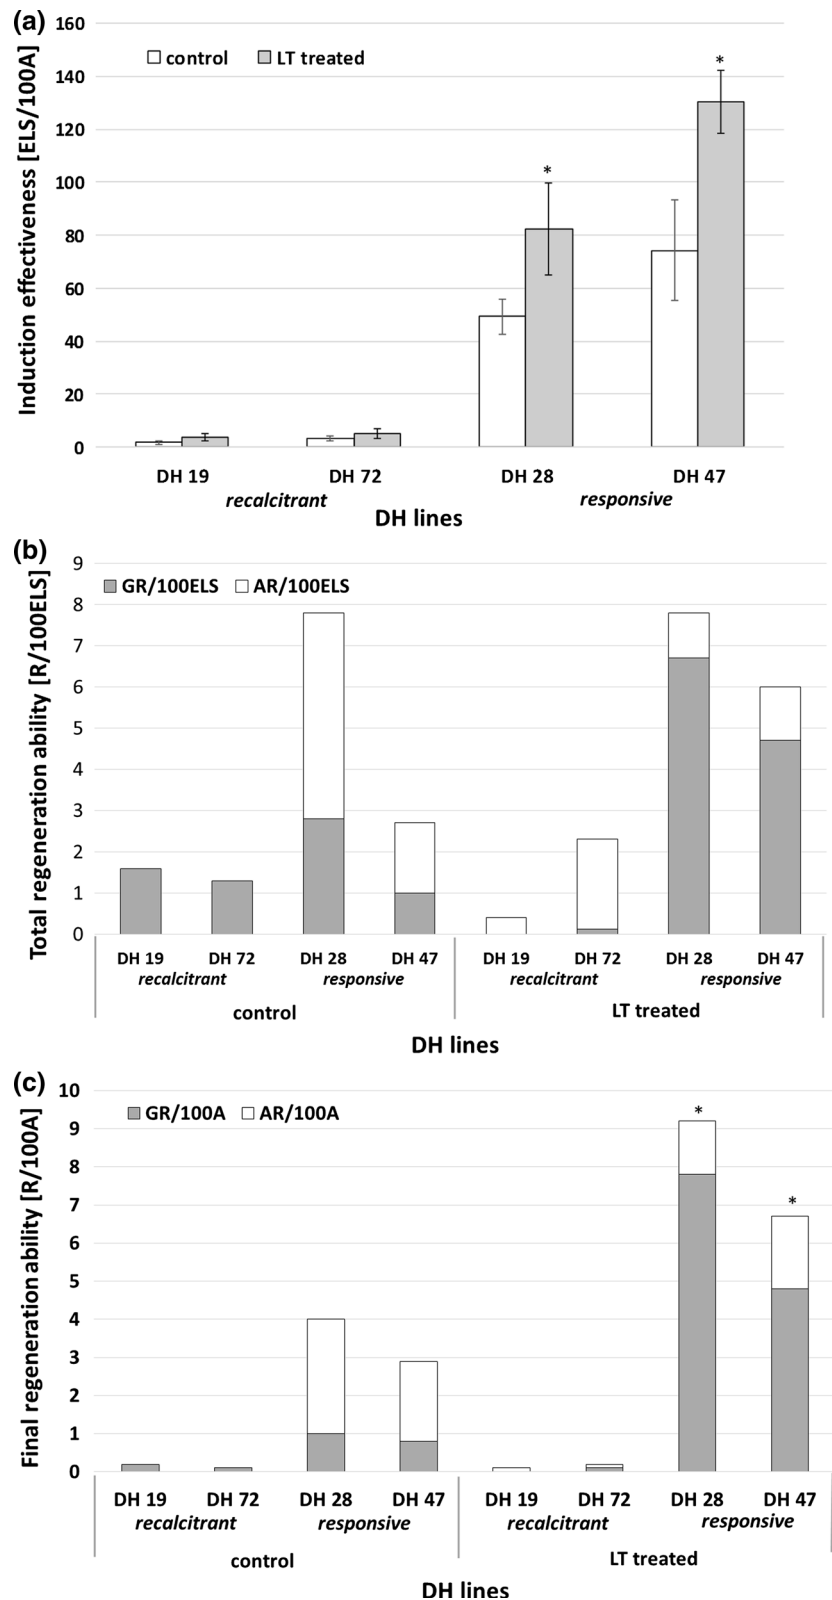 (a)
Induction effectiveness [ELS/100A]
160
140
120
100
80
60
40
20
0
control LT treated
*
*
DH 19 DH 72 DH 28 DH 47
recalcitrant responsive
DH lines
(b)
Total regeneration ability [R/100ELS]
9
8
7
6
5
4
3
2
1
0
GR/100ELS AR/100ELS
DH 19 DH 72 DH 28 DH 47 DH 19 DH 72 DH 28 DH 47
recalcitrant responsive recalcitrant responsive
control LT treated
DH lines
(c)
Final regeneration ability [R/100A]
10
9
8
7
6
5
4
3
2
1
0
GR/100A AR/100A
*
*
DH 19 DH 72 DH 28 DH 47 DH 19 DH 72 DH 28 DH 47
recalcitrant responsive recalcitrant responsive
control LT treated
DH lines